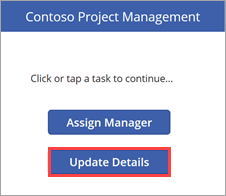 Contoso Project Management
Click or tap a task to continue...
Assign Manager
Update Details